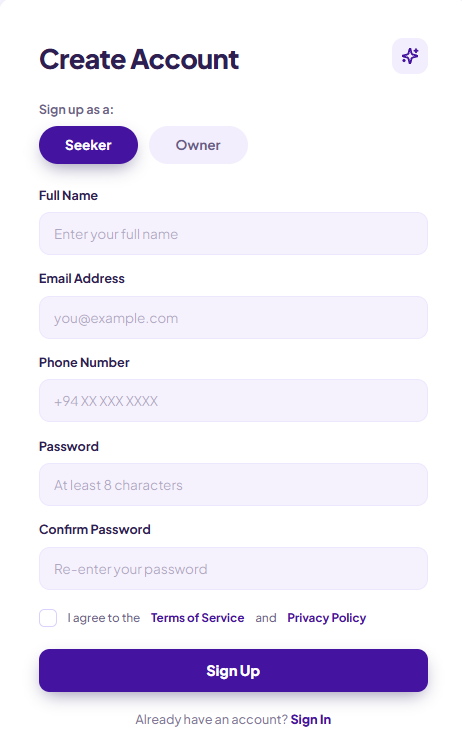 Create Account
Sign up as a:
Seeker Owner
Full Name
Enter your full name
Email Address
you@example.com
Phone Number
+94 XX XXX XXXX
Password
At least 8 characters
Confirm Password
Re-enter your password
I agree to the Terms of Service and Privacy Policy
Sign Up
Already have an account? Sign In